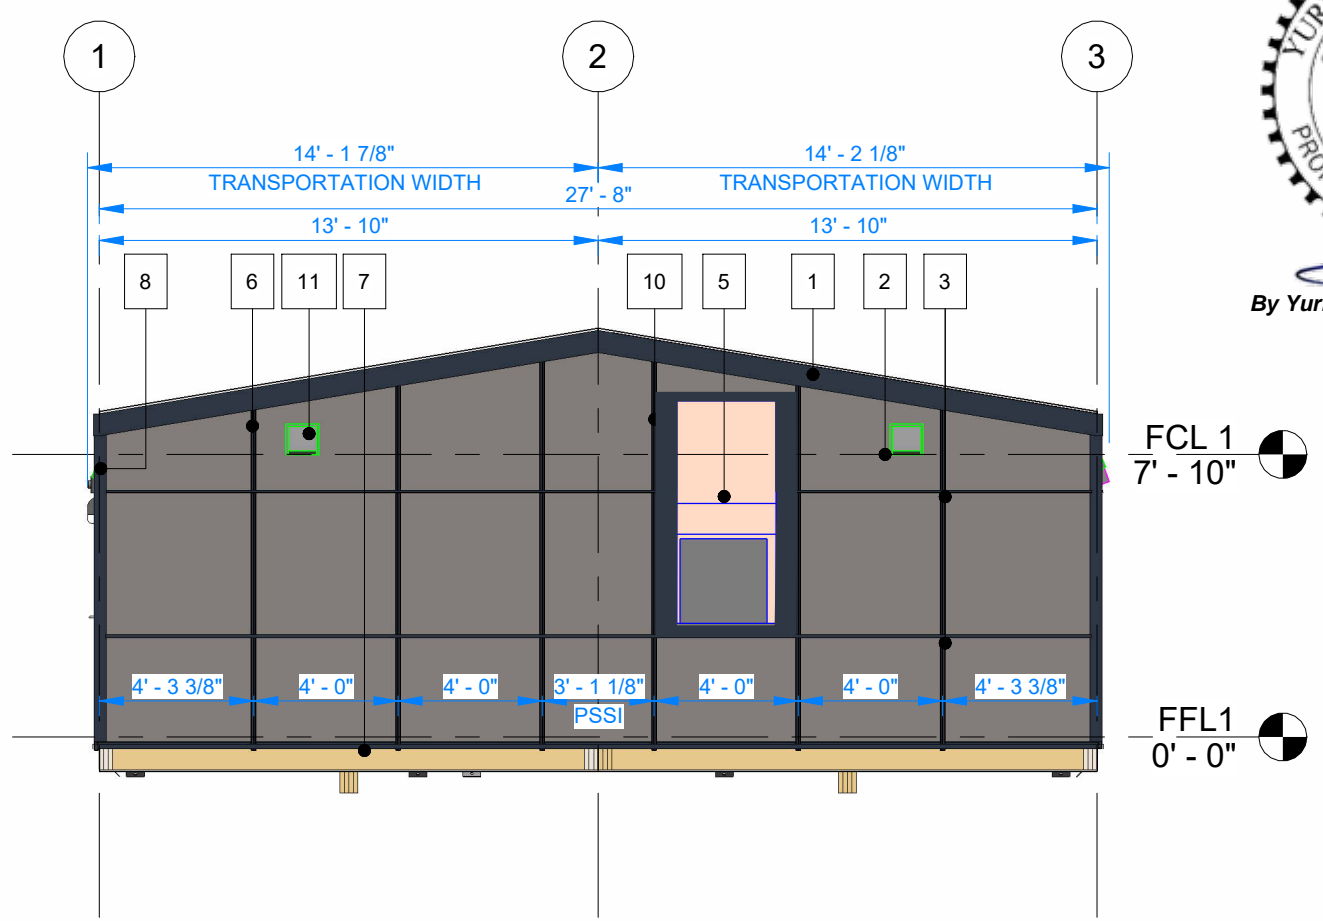 1
2
3
14' - 1 7/8"
14' - 2 1/8"
TRANSPORTATION WIDTH
TRANSPORTATION WIDTH
27' - 8"
13' - 10"
13' - 10"
8
6
11
7
10
5
1
2
3
By
FCL 1
7' - 10"
4' - 3 3/8"
4' - 0"
4' - 0"
3' - 1 1/8"
4' - 0"
4' - 0"
4' - 3 3/8"
PSSI
FFL1
0' - 0"